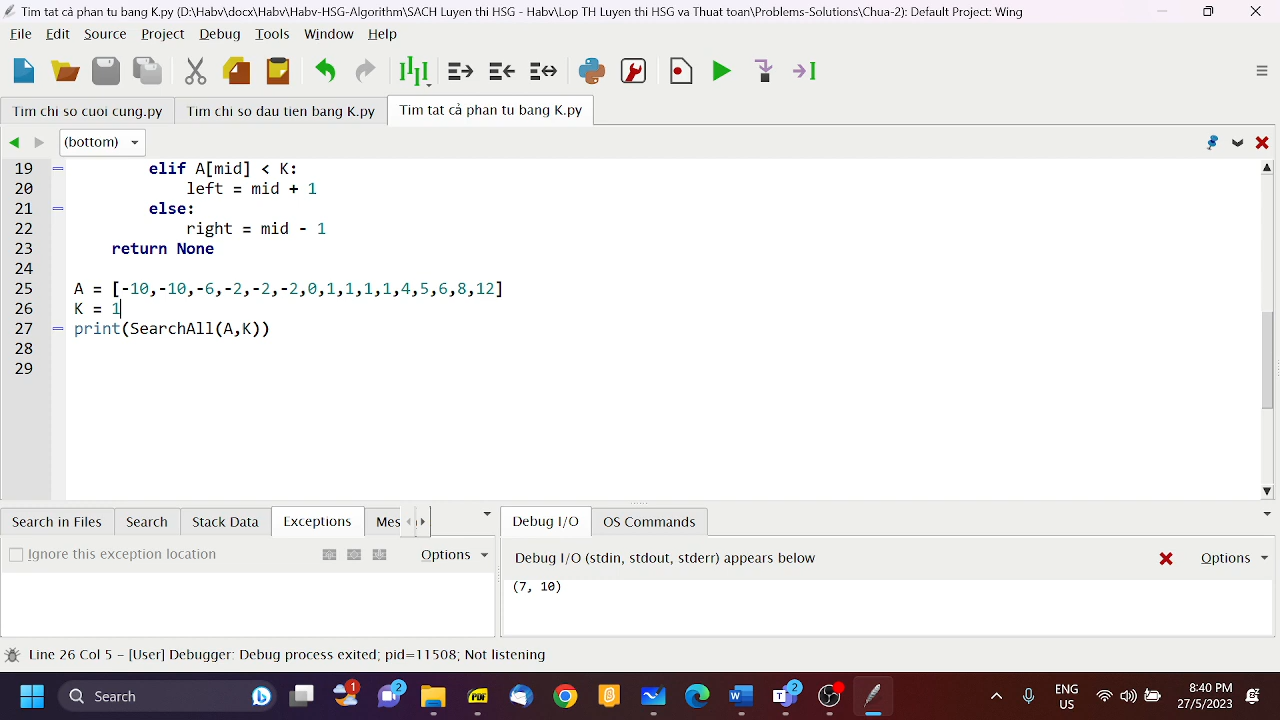 Tim tat cả phan tu bang K.py (D:\Habv\docx\Habv\Habv-HSG-Algorithm\SACH Luyen thi HSG - Habv\Lop TH Luyen thi HSG va Thuat toan\Problems-Solutions\Chua-2): Default Project: Wing
File Edit Source Project Debug Tools Window Help
Tim chi so cuoi cung.py Tim chi so dau tien bang K.py Tim tat cả phan tu bang K.py
(bottom)
19 elif A[mid] < K:
20 left = mid + 1
21 else:
22 right = mid - 1
23 return None
24
25 A = [-10,-10,-6,-2,-2,-2,0,1,1,1,1,4,5,6,8,12]
26 K = 1
27 print(SearchAll(A,K))
28
29
Search in Files Search Stack Data Exceptions Mes Debug I/O OS Commands
Ignore this exception location Options Debug I/O (stdin, stdout, stderr) appears below Options
(7, 10)
Line 26 Col 5 - [User] Debugger: Debug process exited; pid=11508; Not listening
Search 1 2 PDF 2 ENG US 8:40 PM 27/5/2023